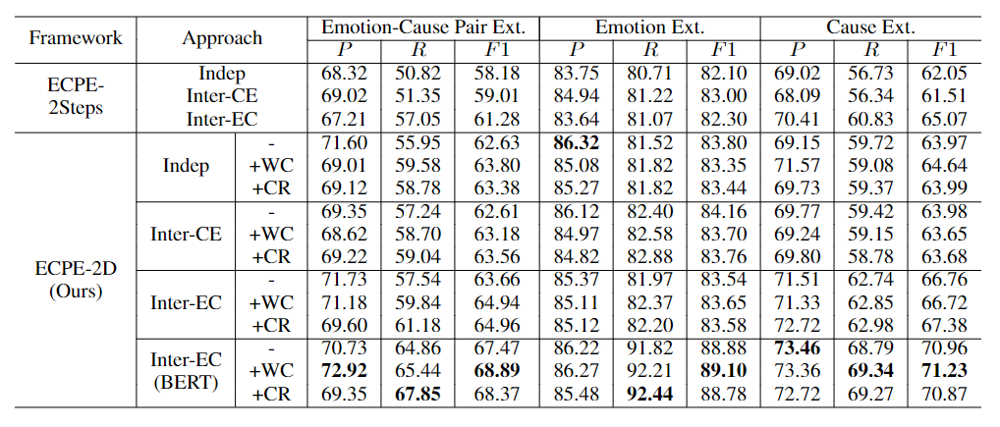 Framework Approach Emotion-Cause Pair Ext. Emotion Ext. Cause Ext.
P R F1 P R F1 P R F1
ECPE-2Steps Indep 68.32 50.82 58.18 83.75 80.71 82.10 69.02 56.73 62.05
Inter-CE 69.02 51.35 59.01 84.94 81.22 83.00 68.09 56.34 61.51
Inter-EC 67.21 57.05 61.28 83.64 81.07 82.30 70.41 60.83 65.07
ECPE-2D (Ours) Indep - 71.60 55.95 62.63 86.32 81.52 83.80 69.15 59.72 63.97
+WC 69.01 59.58 63.80 85.08 81.82 83.35 71.57 59.08 64.64
+CR 69.12 58.78 63.38 85.27 81.82 83.44 69.73 59.37 63.99
Inter-CE - 69.35 57.24 62.61 86.12 82.40 84.16 69.77 59.42 63.98
+WC 68.62 58.70 63.18 84.97 82.58 83.70 69.24 59.15 63.65
+CR 69.22 59.04 63.56 84.82 82.88 83.76 69.80 58.78 63.68
Inter-EC - 71.73 57.54 63.66 85.37 81.97 83.54 71.51 62.74 66.76
+WC 71.18 59.84 64.94 85.11 82.37 83.65 71.33 62.85 66.72
+CR 69.60 61.18 64.96 85.12 82.20 83.58 72.72 62.98 67.38
Inter-EC (BERT) - 70.73 64.86 67.47 86.22 91.82 88.88 73.46 68.79 70.96
+WC 72.92 65.44 68.89 86.27 92.21 89.10 73.36 69.34 71.23
+CR 69.35 67.85 68.37 85.48 92.44 88.78 72.72 69.27 70.87